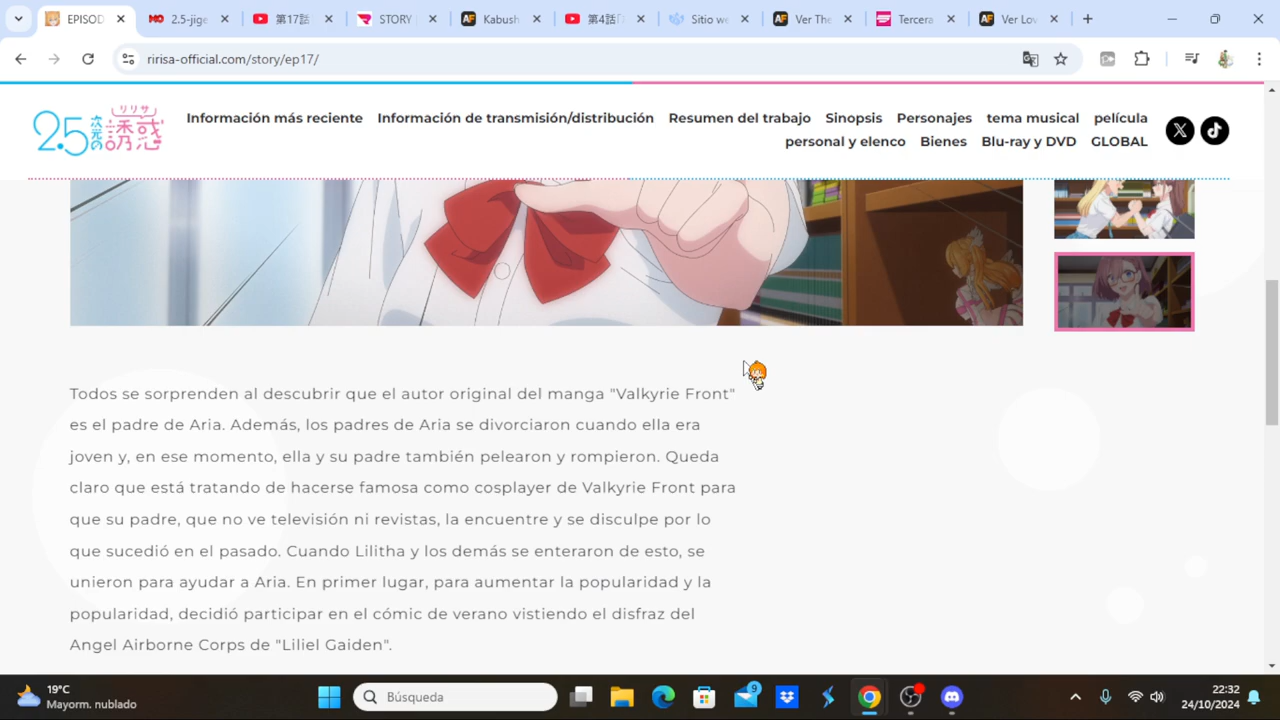 EPISOD
2.5-jige
第17話
STORY
Kabush
第4話「
Sitio we
Ver The
Tercera
Ver Lov
ririsa-official.com/story/ep17/
リリサ
2.5次元の誘惑
Información más reciente
Información de transmisión/distribución
Resumen del trabajo
Sinopsis
Personajes
tema musical
película
personal y elenco
Bienes
Blu-ray y DVD
GLOBAL
Todos se sorprenden al descubrir que el autor original del manga "Valkyrie Front"
es el padre de Aria. Además, los padres de Aria se divorciaron cuando ella era
joven y, en ese momento, ella y su padre también pelearon y rompieron. Queda
claro que está tratando de hacerse famosa como cosplayer de Valkyrie Front para
que su padre, que no ve televisión ni revistas, la encuentre y se disculpe por lo
que sucedió en el pasado. Cuando Lilitha y los demás se enteraron de esto, se
unieron para ayudar a Aria. En primer lugar, para aumentar la popularidad y la
popularidad, decidió participar en el cómic de verano vistiendo el disfraz del
Angel Airborne Corps de "Liliel Gaiden".
19°C
Mayorm. nublado
Búsqueda
9
22:32
24/10/2024